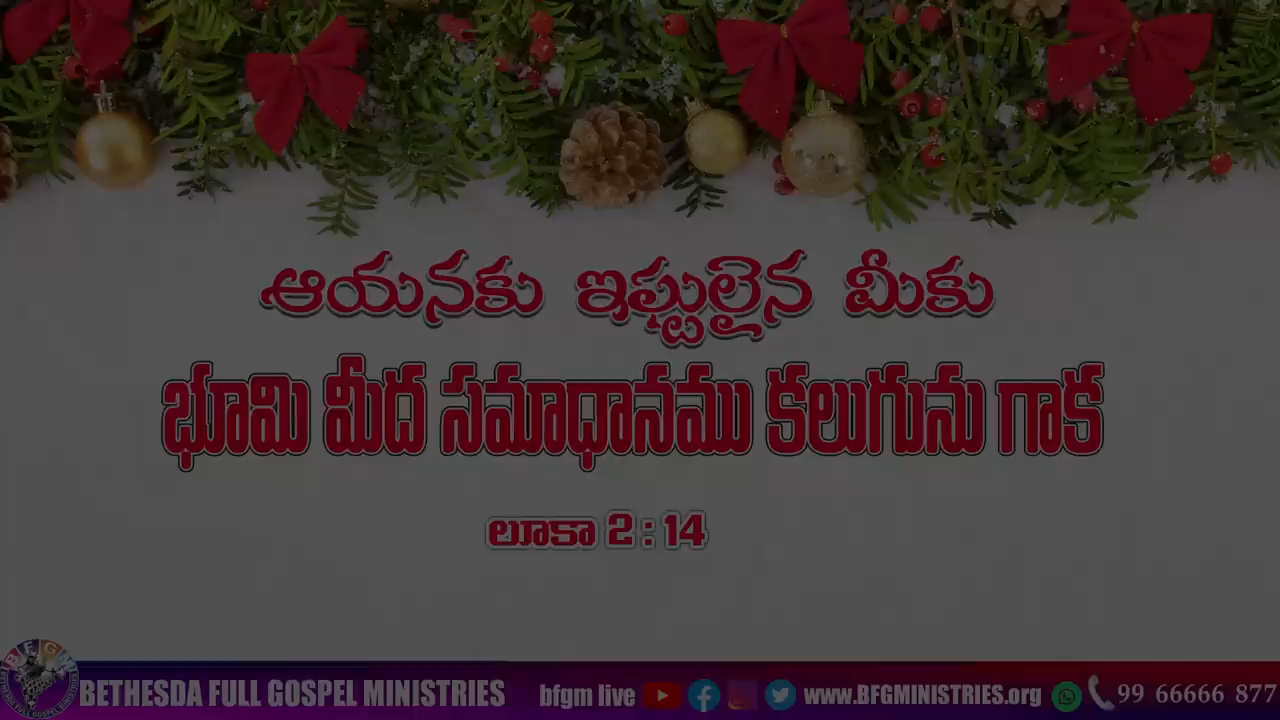 ఆయనకు ఇష్టులైన మీకు
భూమి మీద సమాధానము కలుగును గాక
లూకా 2 : 14
BFGM
BETHESDA FULL GOSPEL MINISTRIES bfgm live www.BFGMINISTRIES.org 99 66666 877